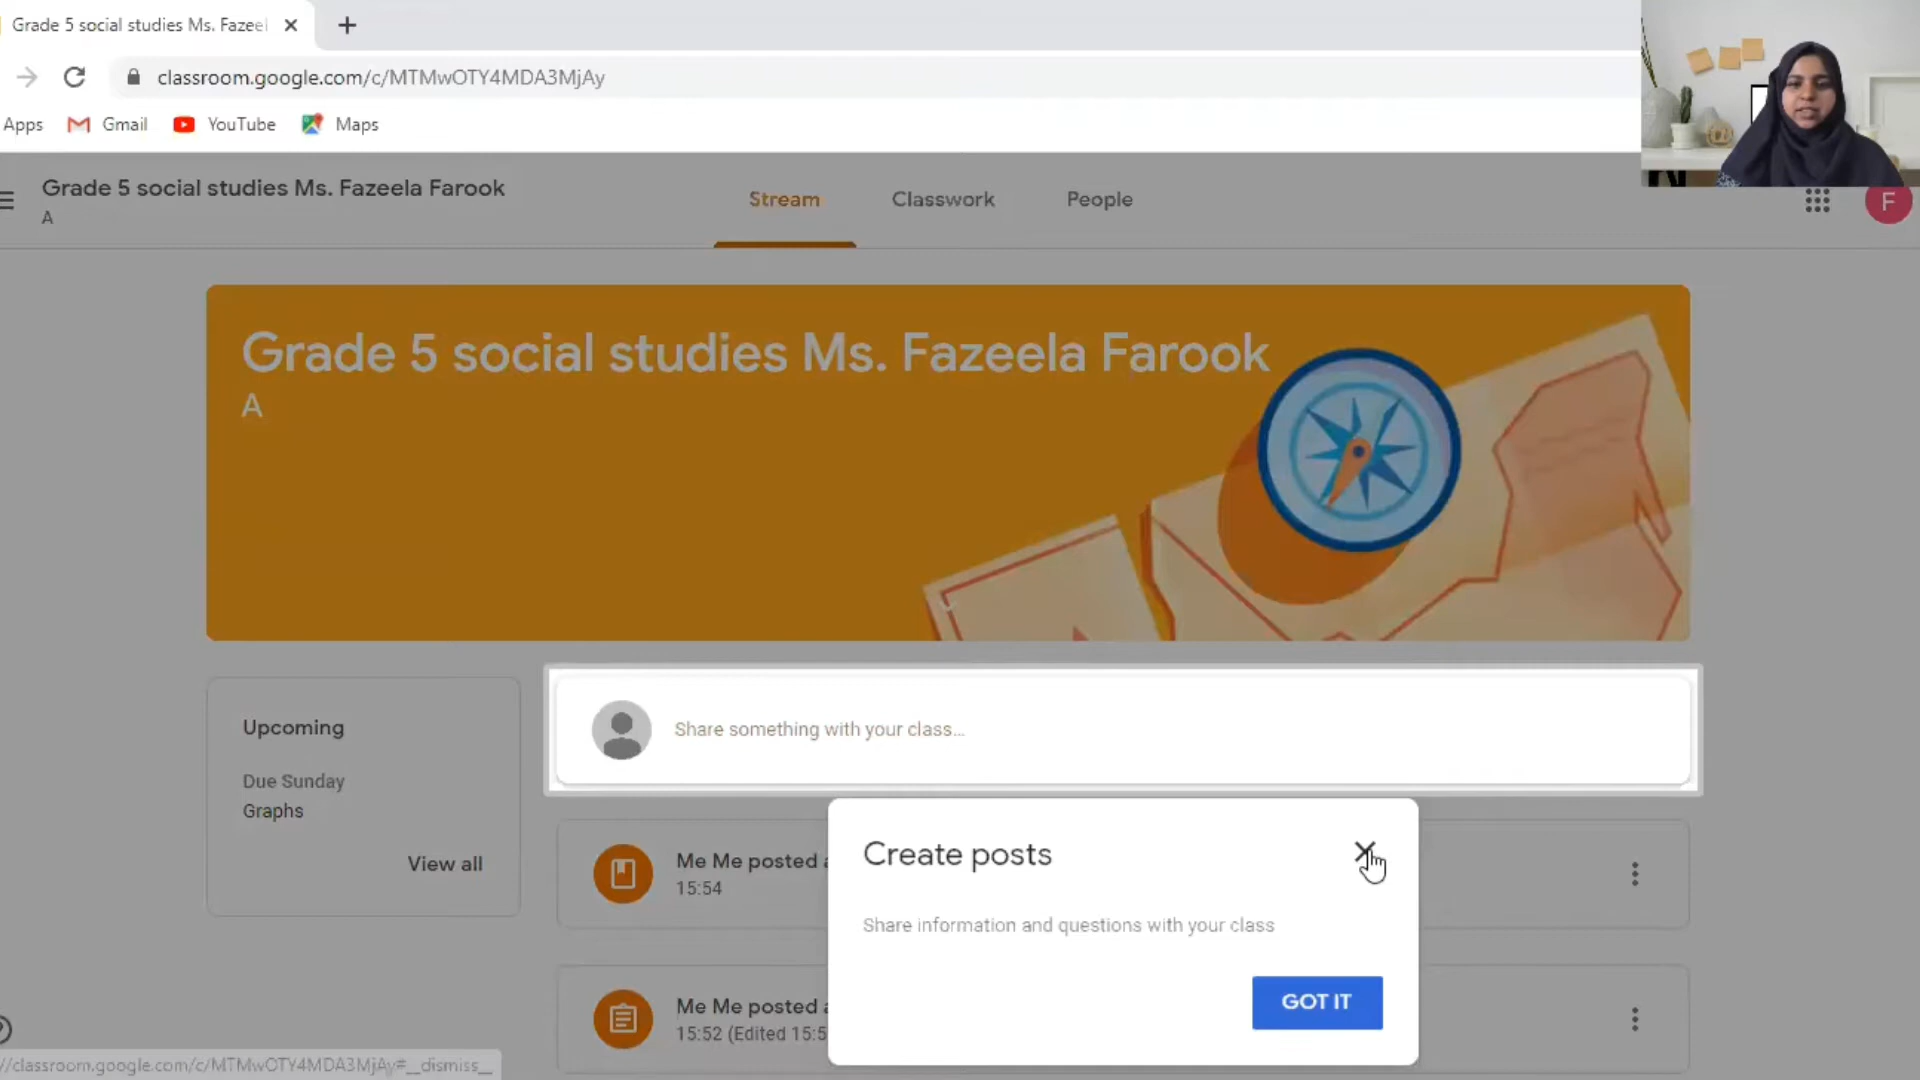 Grade 5 social studies Ms. Fazeel
classroom.google.com/c/MTMwOTY4MDA3MjAy
Apps Gmail YouTube Maps
Grade 5 social studies Ms. Fazeela Farook
A
Stream Classwork People
F
Grade 5 social studies Ms. Fazeela Farook
A
Upcoming
Due Sunday
Graphs
View all
Share something with your class...
Me Me posted a
15:54
Create posts
Share information and questions with your class
GOT IT
Me Me posted a
15:52 (Edited 15:5
//classroom.google.com/c/MTMwOTY4MDA3MjAy#__dismiss__